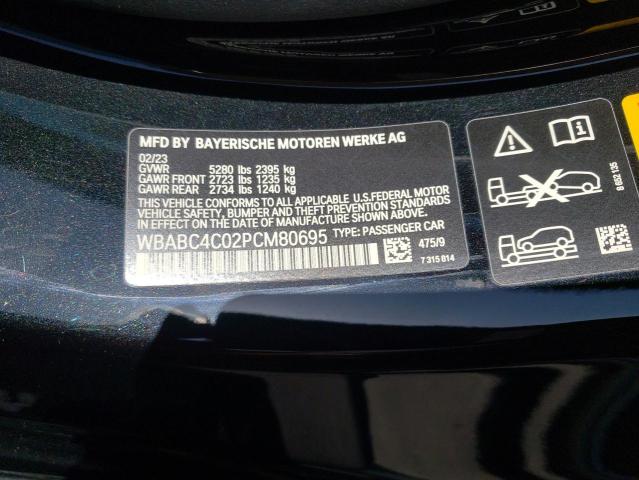 MFD BY BAYERISCHE MOTOREN WERKE AG
02/23
GVWR 5280 lbs 2395 kg
GAWR FRONT 2723 lbs 1235 kg
GAWR REAR 2734 lbs 1240 kg
THIS VEHICLE CONFORMS TO ALL APPLICABLE U.S.FEDERAL MOTOR
VEHICLE SAFETY, BUMPER, AND THEFT PREVENTION STANDARDS
IN EFFECT ON THE DATE OF MANUFACTURE SHOWN ABOVE.
WBABC4C02PCM80695 TYPE: PASSENGER CAR
475/9
7 315 814
8 652 135